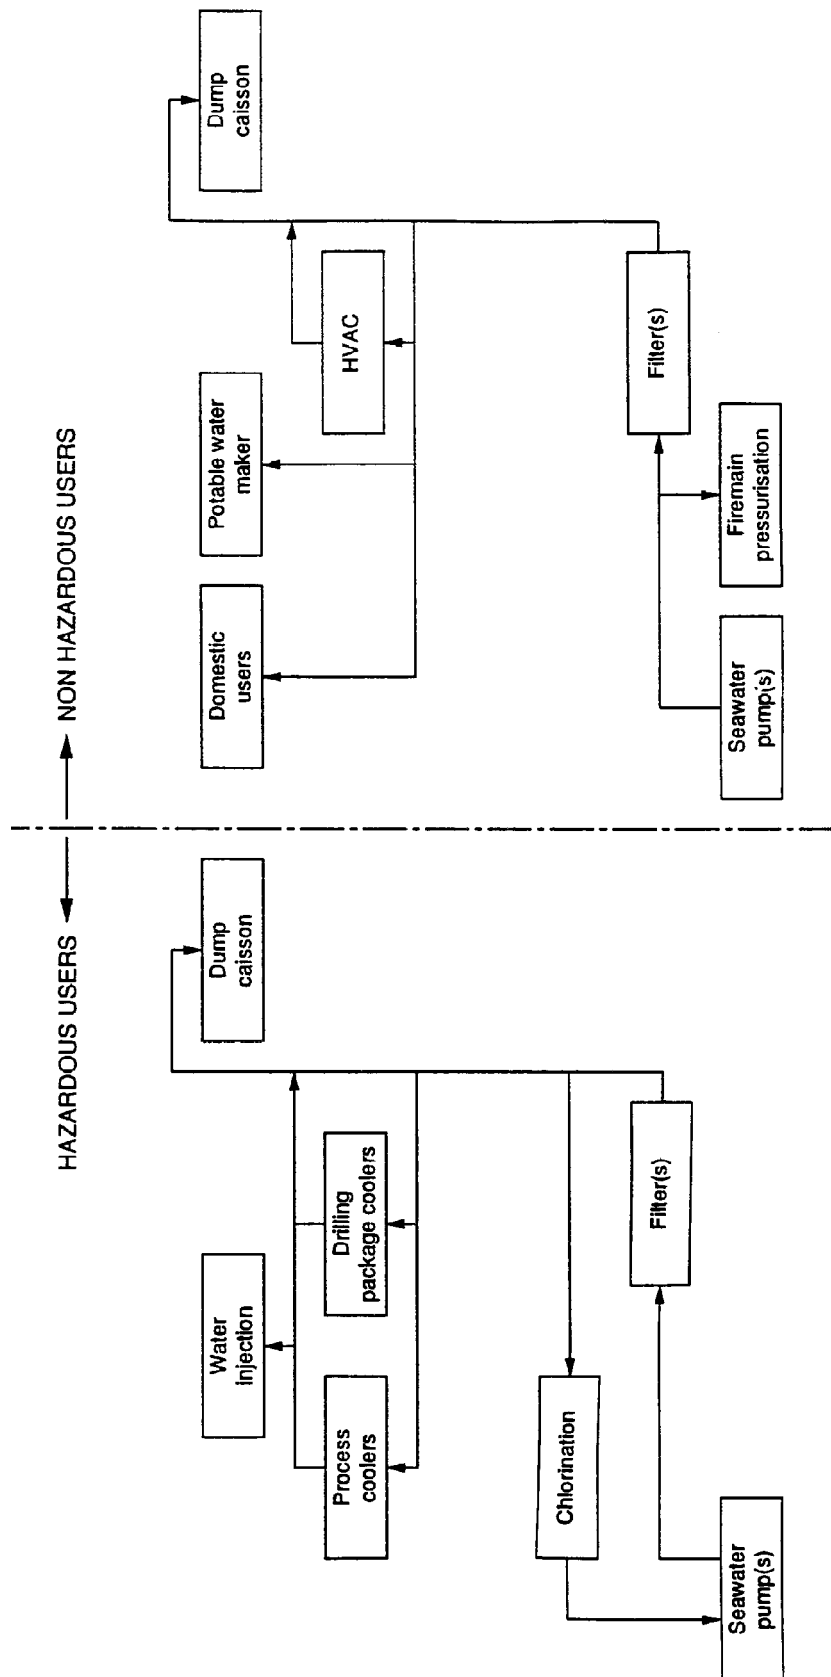 HAZARDOUS USERS
NON HAZARDOUS USERS
Water
injection
Dump
caisson
Domestic
users
Potable water
maker
Dump
caisson
Process
coolers
Drilling
package coolers
HVAC
Chlorination
Filter(s)
Filter(s)
Seawater
pump(s)
Seawater
pump(s)
Firemain
pressurisation